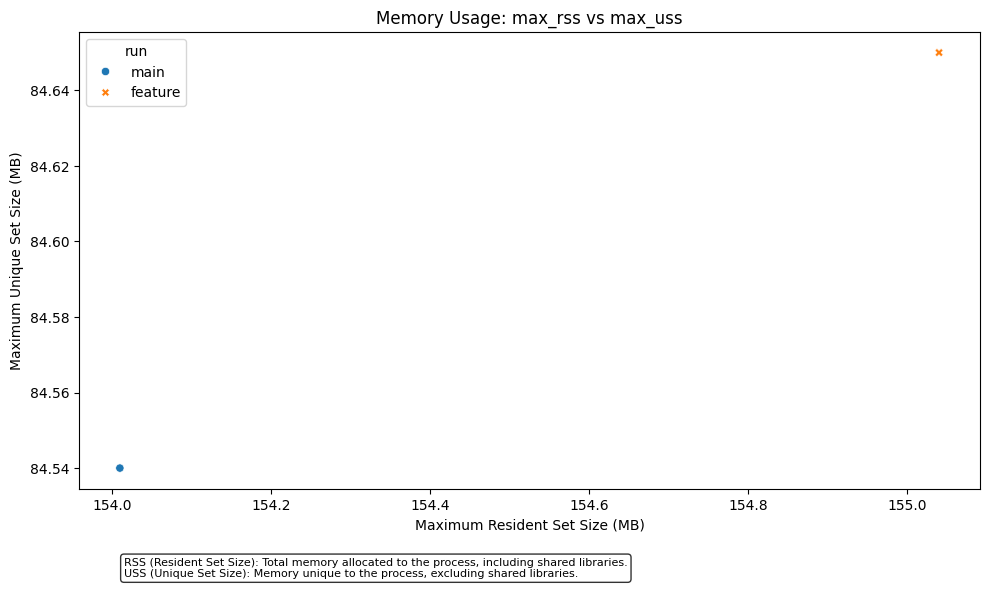 Memory Usage: max_rss vs max_uss
run
main
feature
Maximum Unique Set Size (MB)
84.64
84.62
84.60
84.58
84.56
84.54
154.0 154.2 154.4 154.6 154.8 155.0
Maximum Resident Set Size (MB)
RSS (Resident Set Size): Total memory allocated to the process, including shared libraries.
USS (Unique Set Size): Memory unique to the process, excluding shared libraries.